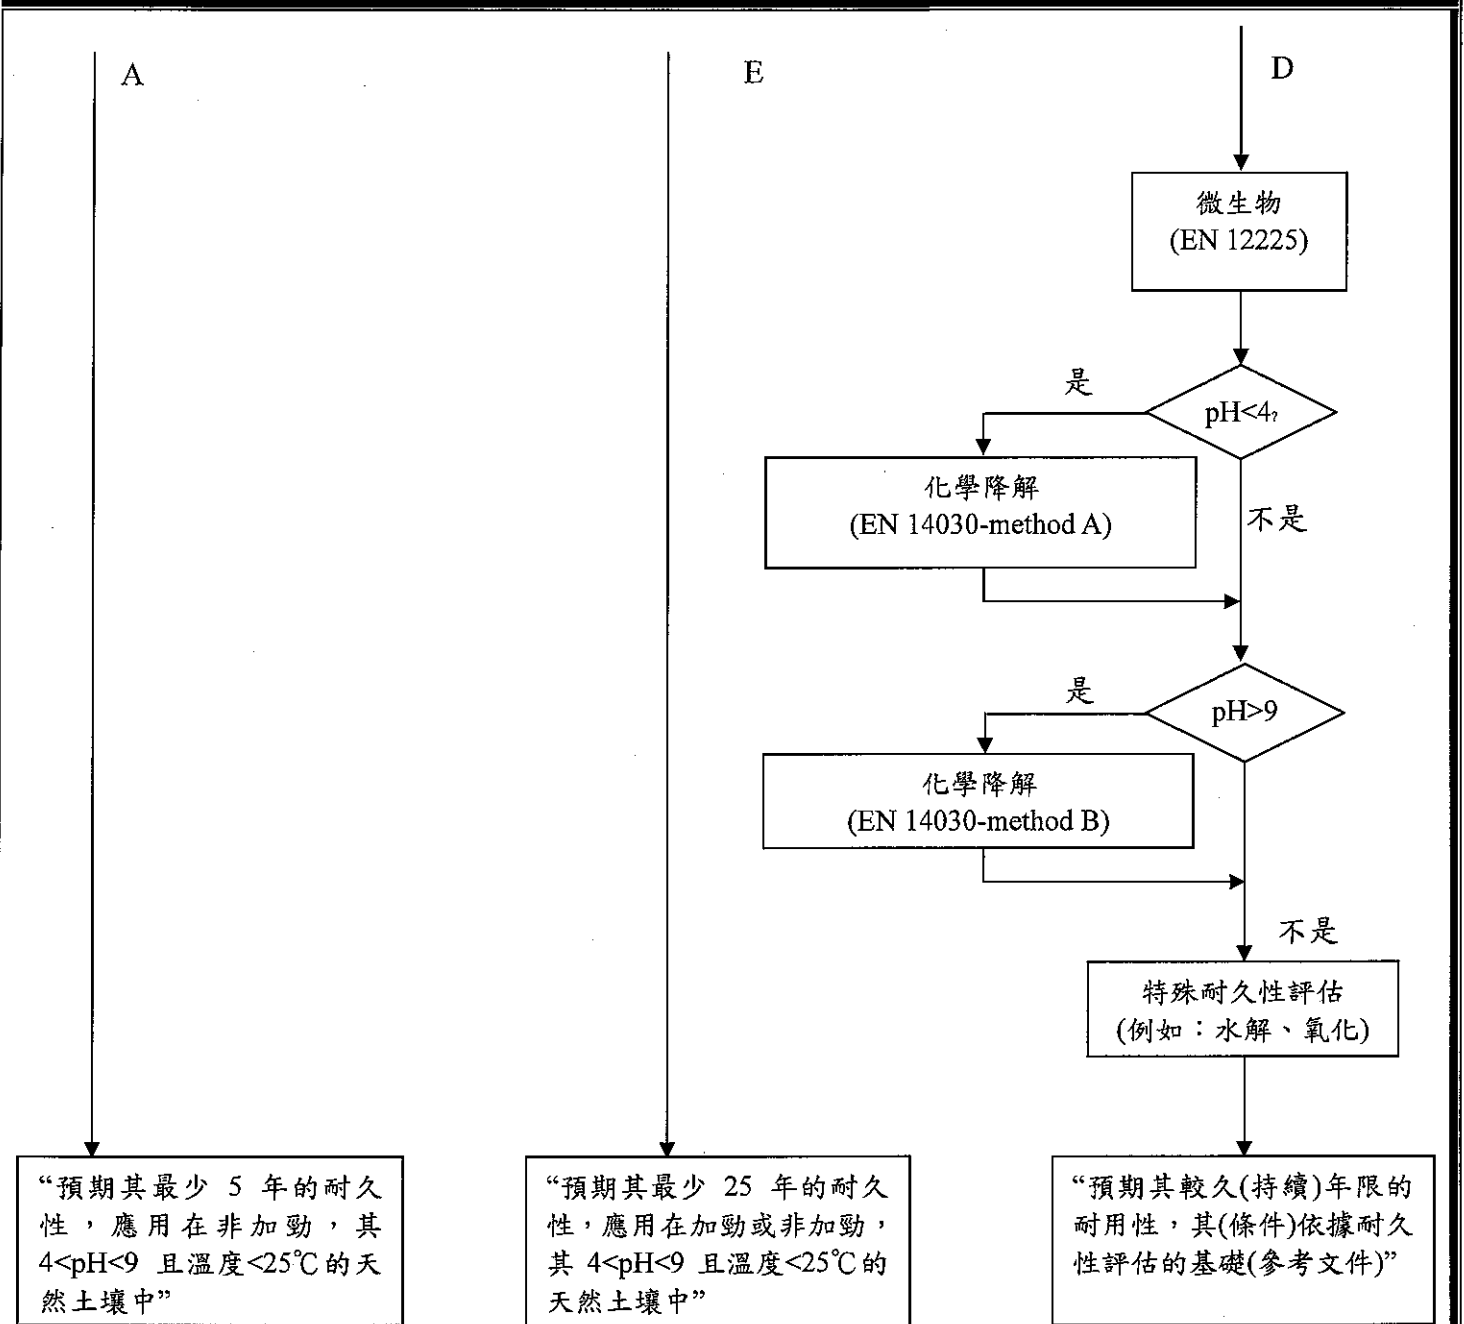 A
E
D
微生物
(EN 12225)
是
pH<4?
化學降解
(EN 14030-method A)
不是
是
pH>9
化學降解
(EN 14030-method B)
不是
特殊耐久性評估
(例如：水解、氧化)
“預期其最少 5 年的耐久
性，應用在非加勁，其
4<pH<9 且溫度<25℃的天
然土壤中”
“預期其最少 25 年的耐久
性，應用在加勁或非加勁，
其 4<pH<9 且溫度<25℃的
天然土壤中”
“預期其較久(持續)年限的
耐用性，其(條件)依據耐久
性評估的基礎(參考文件)”